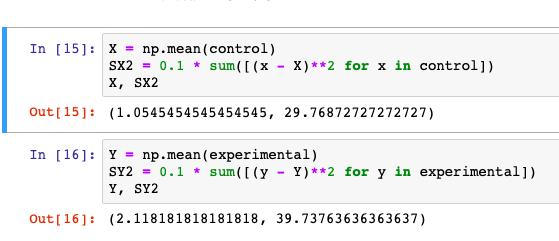 In [15]: X = np.mean(control)
SX2 = 0.1 * sum([(x - X)**2 for x in control])
X, SX2
Out[15]: (1.0545454545454545, 29.76872727272727)
In [16]: Y = np.mean(experimental)
SY2 = 0.1 * sum([(y - Y)**2 for y in experimental])
Y, SY2
Out[16]: (2.118181818181818, 39.73763636363637)